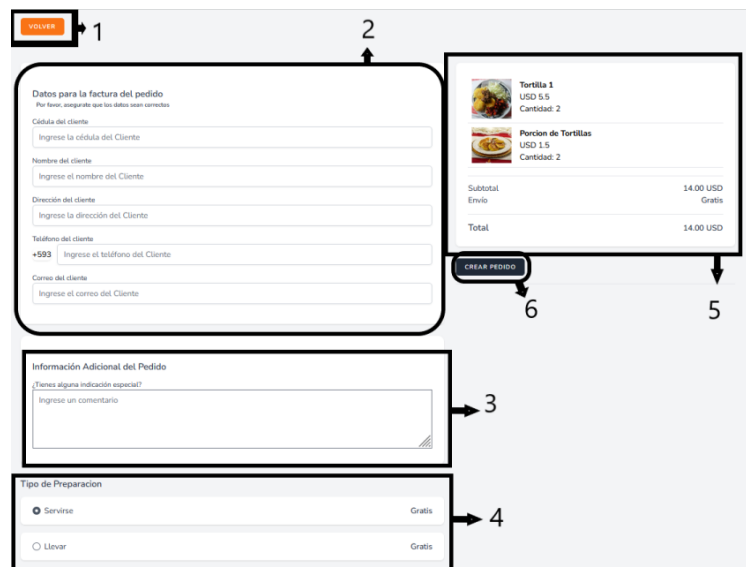 VOLVER
1
2
Datos para la factura del pedido
Por favor, asegurate que los datos sean correctos
Cédula del cliente
Ingrese la cédula del Cliente
Nombre del cliente
Ingrese el nombre del Cliente
Dirección del cliente
Ingrese la dirección del Cliente
Teléfono del cliente
+593 Ingrese el teléfono del Cliente
Correo del cliente
Ingrese el correo del Cliente
Tortilla 1
USD 5.5
Cantidad: 2
Porcion de Tortillas
USD 1.5
Cantidad: 2
Subtotal 14.00 USD
Envío Gratis
Total 14.00 USD
CREAR PEDIDO
6
5
Información Adicional del Pedido
¿Tienes alguna indicación especial?
Ingrese un comentario
3
Tipo de Preparacion
Servirse Gratis
Llevar Gratis
4